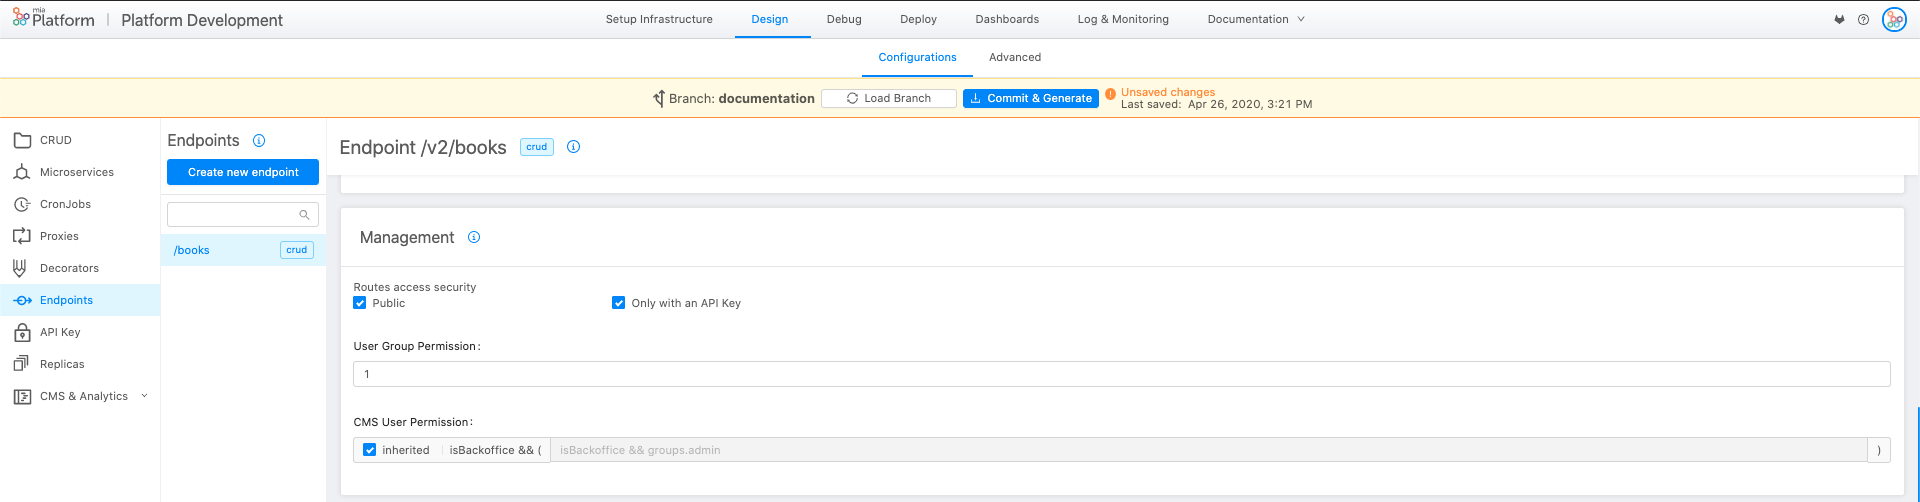 mia
Platform
Platform Development
Setup Infrastructure
Design
Debug
Deploy
Dashboards
Log & Monitoring
Documentation
Configurations
Advanced
Branch: documentation
Load Branch
Commit & Generate
Unsaved changes
Last saved: Apr 26, 2020, 3:21 PM
CRUD
Microservices
CronJobs
Proxies
Decorators
Endpoints
API Key
Replicas
CMS & Analytics
Endpoints
Create new endpoint
/books
crud
Endpoint /v2/books
crud
Management
Routes access security
Public
Only with an API Key
User Group Permission:
1
CMS User Permission:
inherited
isBackoffice && (
isBackoffice && groups.admin
)